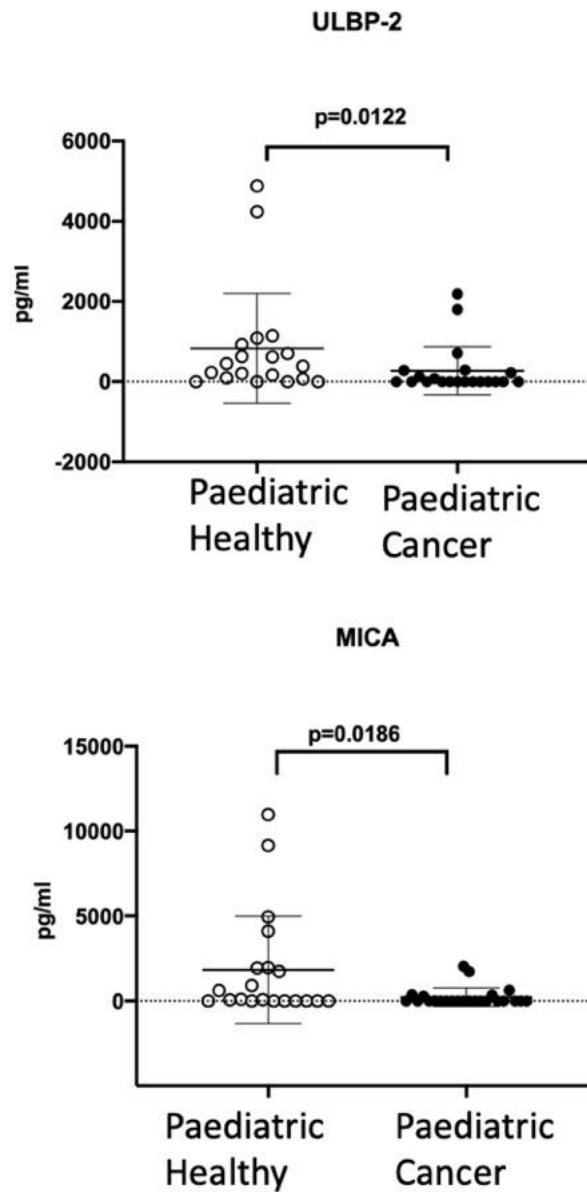 ULBP-2
p=0.0122
6000
4000
2000
0
-2000
pg/ml
Paediatric Healthy
Paediatric Cancer
MICA
p=0.0186
15000
10000
5000
0
pg/ml
Paediatric Healthy
Paediatric Cancer